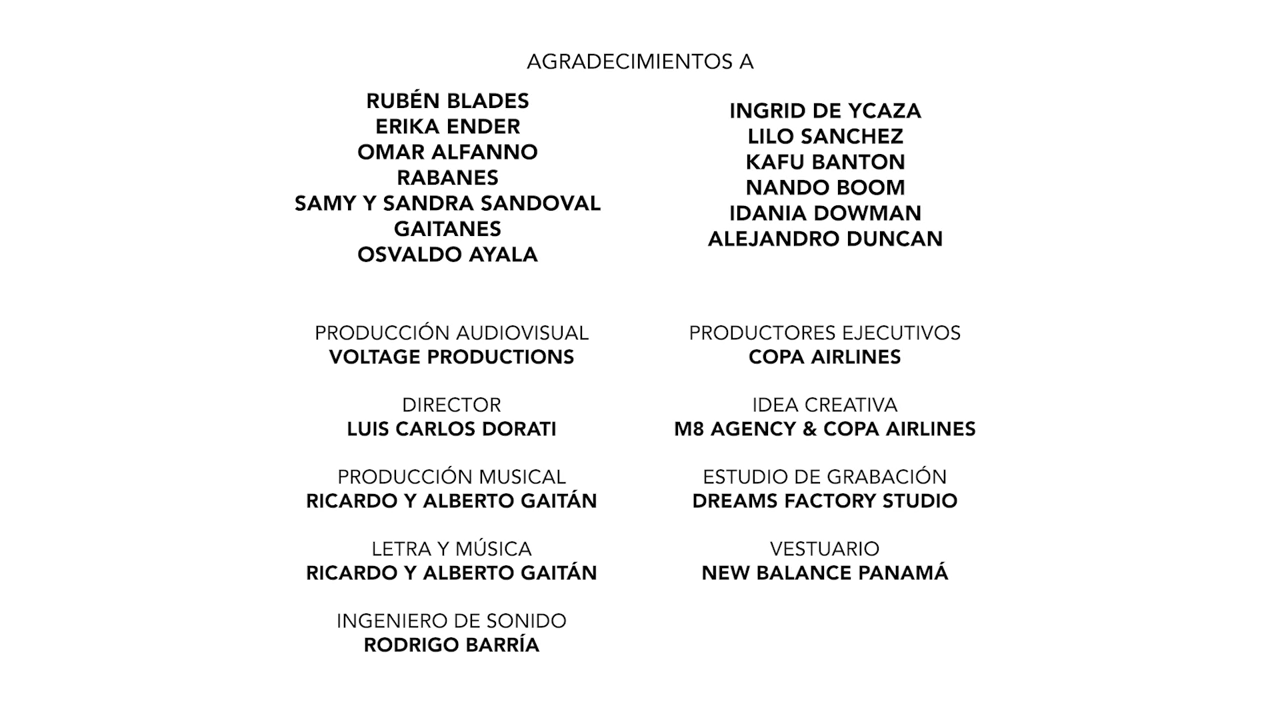 AGRADECIMIENTOS A
RUBÉN BLADES
ERIKA ENDER
OMAR ALFANNO
RABANES
SAMY Y SANDRA SANDOVAL
GAITANES
OSVALDO AYALA
INGRID DE YCAZA
LILO SANCHEZ
KAFU BANTON
NANDO BOOM
IDANIA DOWMAN
ALEJANDRO DUNCAN
PRODUCCIÓN AUDIOVISUAL
VOLTAGE PRODUCTIONS
DIRECTOR
LUIS CARLOS DORATI
PRODUCCIÓN MUSICAL
RICARDO Y ALBERTO GAITÁN
LETRA Y MÚSICA
RICARDO Y ALBERTO GAITÁN
INGENIERO DE SONIDO
RODRIGO BARRÍA
PRODUCTORES EJECUTIVOS
COPA AIRLINES
IDEA CREATIVA
M8 AGENCY & COPA AIRLINES
ESTUDIO DE GRABACIÓN
DREAMS FACTORY STUDIO
VESTUARIO
NEW BALANCE PANAMÁ